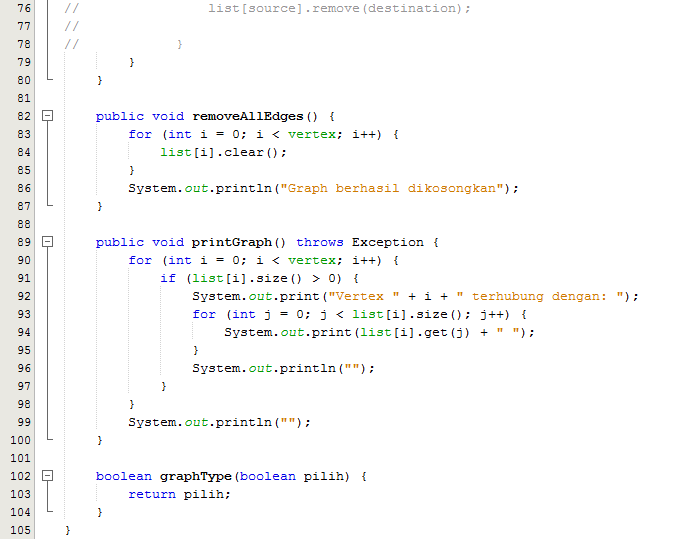 76 // list[source].remove(destination);
77 //
78 // }
79 }
80 }
81
82 public void removeAllEdges() {
83 for (int i = 0; i < vertex; i++) {
84 list[i].clear();
85 }
86 System.out.println("Graph berhasil dikosongkan");
87 }
88
89 public void printGraph() throws Exception {
90 for (int i = 0; i < vertex; i++) {
91 if (list[i].size() > 0) {
92 System.out.print("Vertex " + i + " terhubung dengan: ");
93 for (int j = 0; j < list[i].size(); j++) {
94 System.out.print(list[i].get(j) + " ");
95 }
96 System.out.println("");
97 }
98 }
99 System.out.println("");
100 }
101
102 boolean graphType(boolean pilih) {
103 return pilih;
104 }
105 }